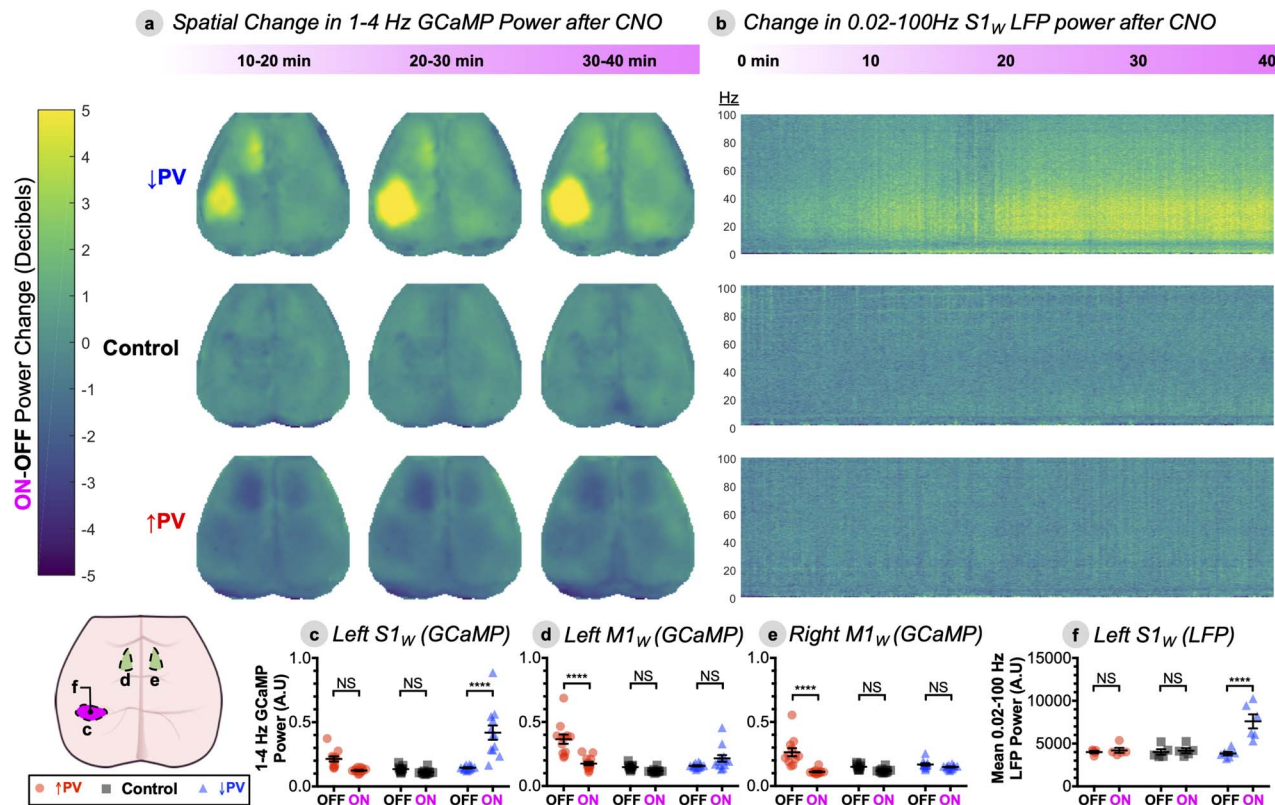 a Spatial Change in 1-4 Hz GCaMP Power after CNO
10-20 min 20-30 min 30-40 min
b Change in 0.02-100Hz S1W LFP power after CNO
0 min 10 20 30 40
ON-OFF Power Change (Decibels)
5
4
3
2
1
0
-1
-2
-3
-4
-5
↓PV
Control
↑PV
Hz
100
80
60
40
20
0
100
80
60
40
20
0
100
80
60
40
20
0
f
d
e
c
↑PV Control ↓PV
c Left S1W (GCaMP)
1-4 Hz GCaMP
Power (A.U)
1.0
0.5
0.0
NS NS ****
OFF ON OFF ON OFF ON
d Left M1W (GCaMP)
1.0
0.5
0.0
**** NS NS
OFF ON OFF ON OFF ON
e Right M1W (GCaMP)
1.0
0.5
0.0
**** NS NS
OFF ON OFF ON OFF ON
f Left S1W (LFP)
Mean 0.02-100 Hz
LFP Power (A.U)
15000
10000
5000
0
NS NS ****
OFF ON OFF ON OFF ON